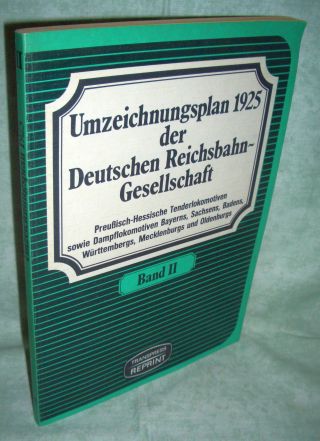 Umzeichnungsplan 1925
der
Deutschen Reichsbahn-
Gesellschaft
Preußisch-Hessische Tenderlokomotiven
sowie Dampflokomotiven Bayerns, Sachsens, Badens,
Württembergs, Mecklenburgs und Oldenburgs
Band II
TRANSPRESS
REPRINT
II